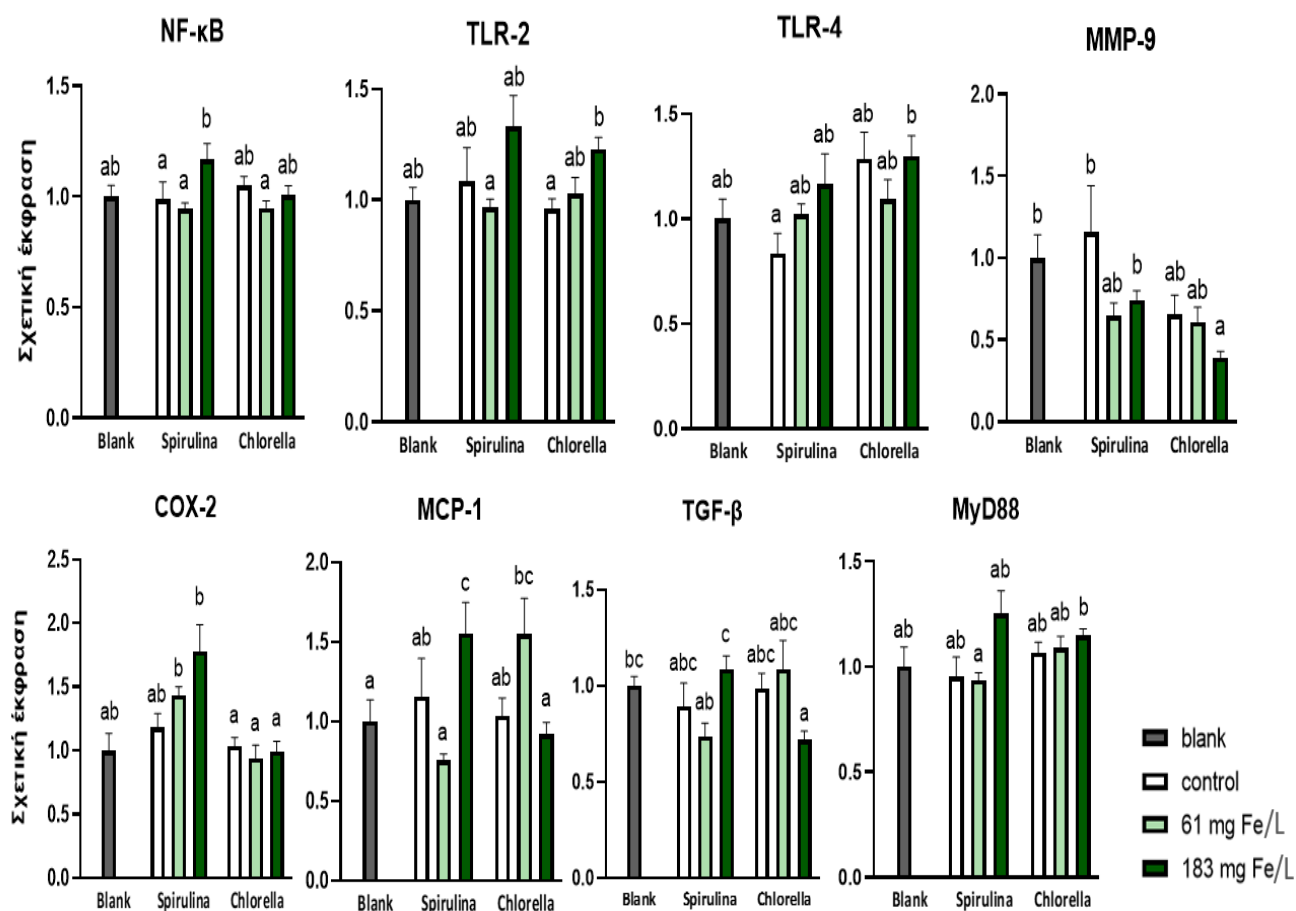 NF-κB
TLR-2
TLR-4
MMP-9
Σχετική έκφραση
1.5
1.0
0.5
0.0
ab
a
a
b
ab
a
ab
Blank Spirulina Chlorella
1.5
1.0
0.5
0.0
ab
ab
a
ab
a
ab
b
Blank Spirulina Chlorella
1.5
1.0
0.5
0.0
ab
a
ab
ab
ab
ab
b
Blank Spirulina Chlorella
2.0
1.5
1.0
0.5
0.0
b
b
ab
b
ab
ab
a
Blank Spirulina Chlorella
COX-2
MCP-1
TGF-β
MyD88
Σχετική έκφραση
2.5
2.0
1.5
1.0
0.5
0.0
ab
ab
b
b
a
a
a
Blank Spirulina Chlorella
2.0
1.5
1.0
0.5
0.0
a
ab
a
c
ab
bc
a
Blank Spirulina Chlorella
1.5
1.0
0.5
0.0
bc
abc
ab
c
abc
abc
a
Blank Spirulina Chlorella
1.5
1.0
0.5
0.0
ab
ab
a
ab
ab
ab
b
Blank Spirulina Chlorella
blank
control
61 mg Fe/L
183 mg Fe/L